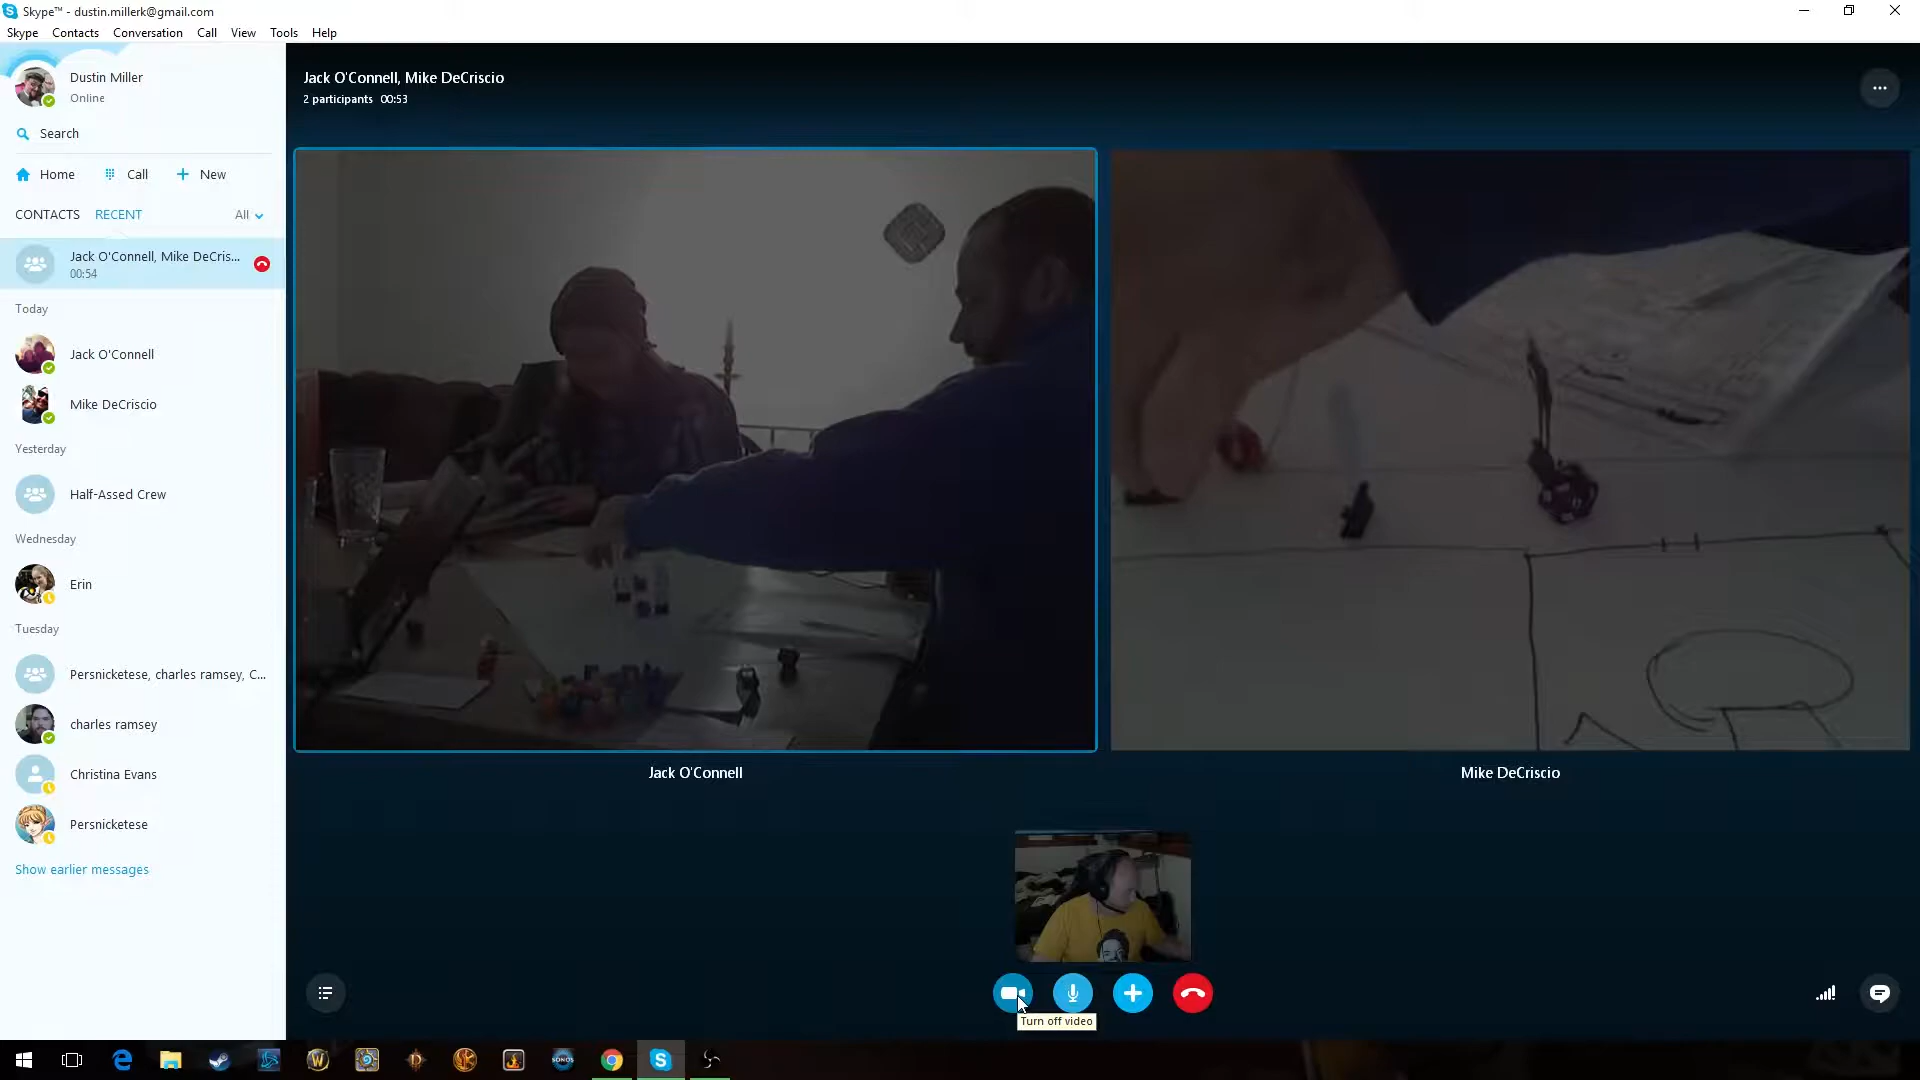 Skype™ - dustin.millerk@gmail.com
Skype Contacts Conversation Call View Tools Help
Dustin Miller
Online
Search
Home Call New
CONTACTS RECENT All
Jack O'Connell, Mike DeCris...
00:54
Today
Jack O'Connell
Mike DeCriscio
Yesterday
Half-Assed Crew
Wednesday
Erin
Tuesday
Persnicketese, charles ramsey, C...
charles ramsey
Christina Evans
Persnicketese
Show earlier messages
Jack O'Connell, Mike DeCriscio
2 participants 00:53
Jack O'Connell
Mike DeCriscio
Turn off video
SONOS